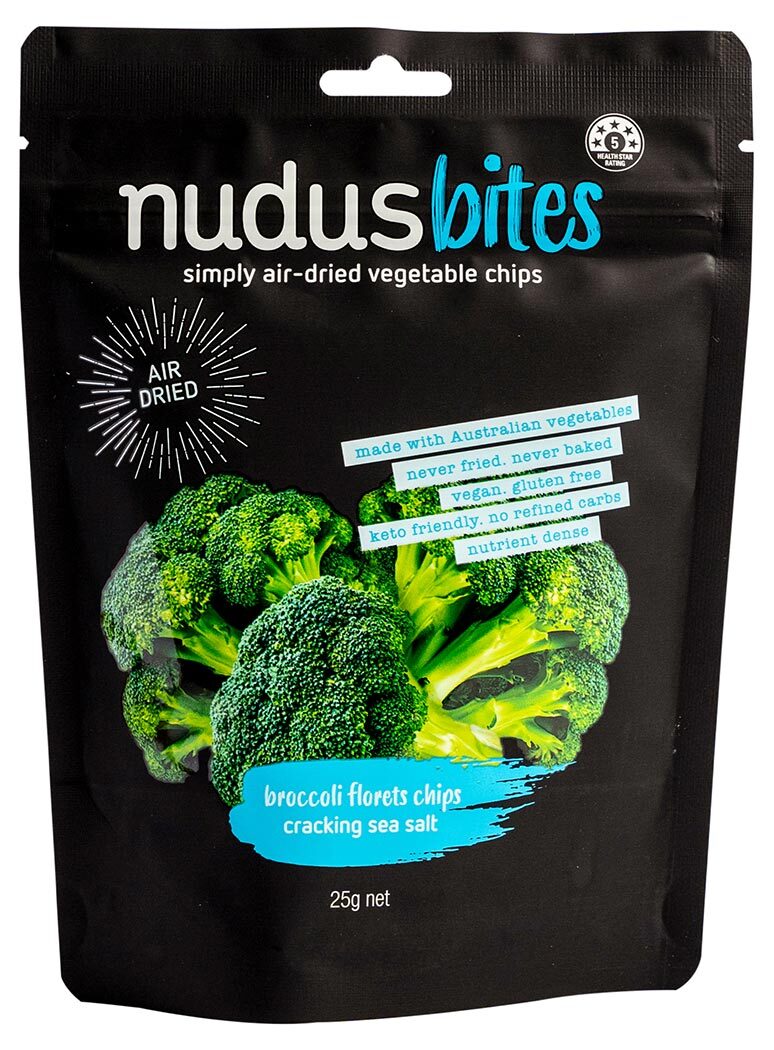 5
HEALTH STAR
RATING
nudusbites
simply air-dried vegetable chips
AIR
DRIED
made with Australian vegetables
never fried. never baked
vegan. gluten free
keto friendly. no refined carbs
nutrient dense
broccoli florets chips
cracking sea salt
25g net